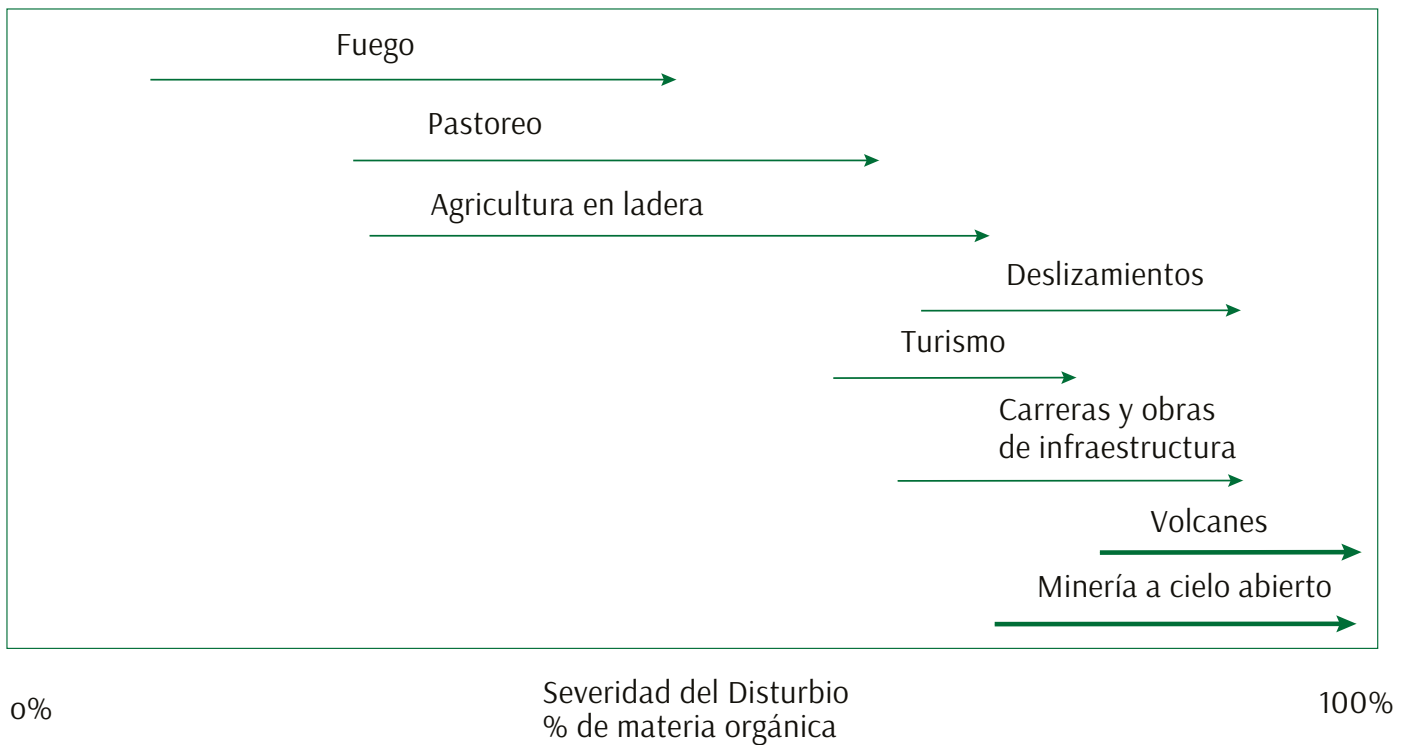 Fuego
Pastoreo
Agricultura en ladera
Deslizamientos
Turismo
Carreras y obras
de infraestructura
Volcanes
Minería a cielo abierto
0%
Severidad del Disturbio
% de materia orgánica
100%